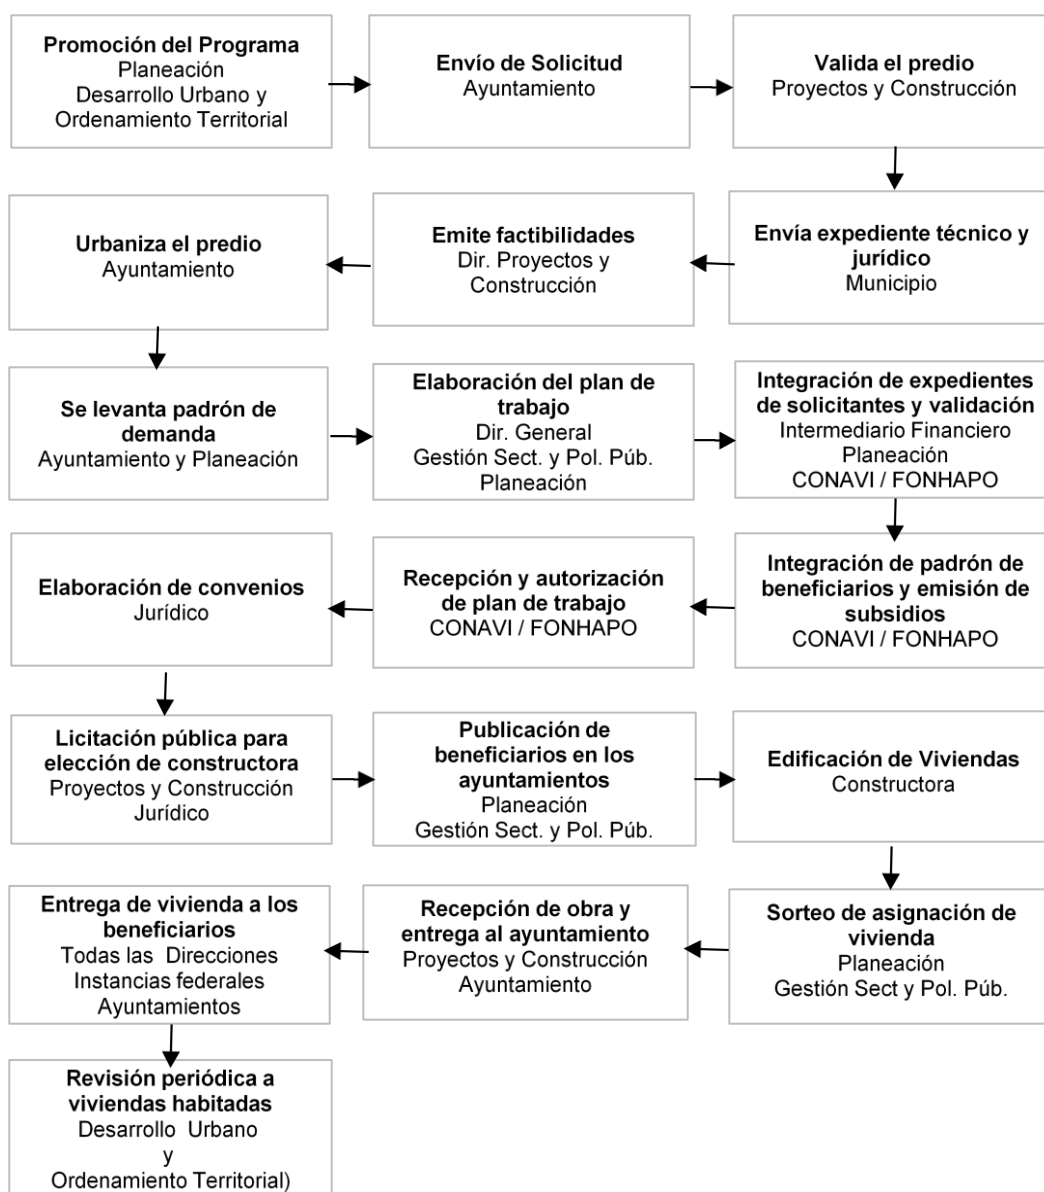 Promoción del Programa
Planeación
Desarrollo Urbano y
Ordenamiento Territorial
Envío de Solicitud
Ayuntamiento
Valida el predio
Proyectos y Construcción
Envía expediente técnico y
jurídico
Municipio
Emite factibilidades
Dir. Proyectos y
Construcción
Urbaniza el predio
Ayuntamiento
Se levanta padrón de
demanda
Ayuntamiento y Planeación
Elaboración del plan de
trabajo
Dir. General
Gestión Sect. y Pol. Púb.
Planeación
Integración de expedientes
de solicitantes y validación
Intermediario Financiero
Planeación
CONAVI / FONHAPO
Integración de padrón de
beneficiarios y emisión de
subsidios
CONAVI / FONHAPO
Recepción y autorización
de plan de trabajo
CONAVI / FONHAPO
Elaboración de convenios
Jurídico
Licitación pública para
elección de constructora
Proyectos y Construcción
Jurídico
Publicación de
beneficiarios en los
ayuntamientos
Planeación
Gestión Sect. y Pol. Púb.
Edificación de Viviendas
Constructora
Sorteo de asignación de
vivienda
Planeación
Gestión Sect y Pol. Púb.
Recepción de obra y
entrega al ayuntamiento
Proyectos y Construcción
Ayuntamiento
Entrega de vivienda a los
beneficiarios
Todas las Direcciones
Instancias federales
Ayuntamientos
Revisión periódica a
viviendas habitadas
Desarrollo Urbano
y
Ordenamiento Territorial)